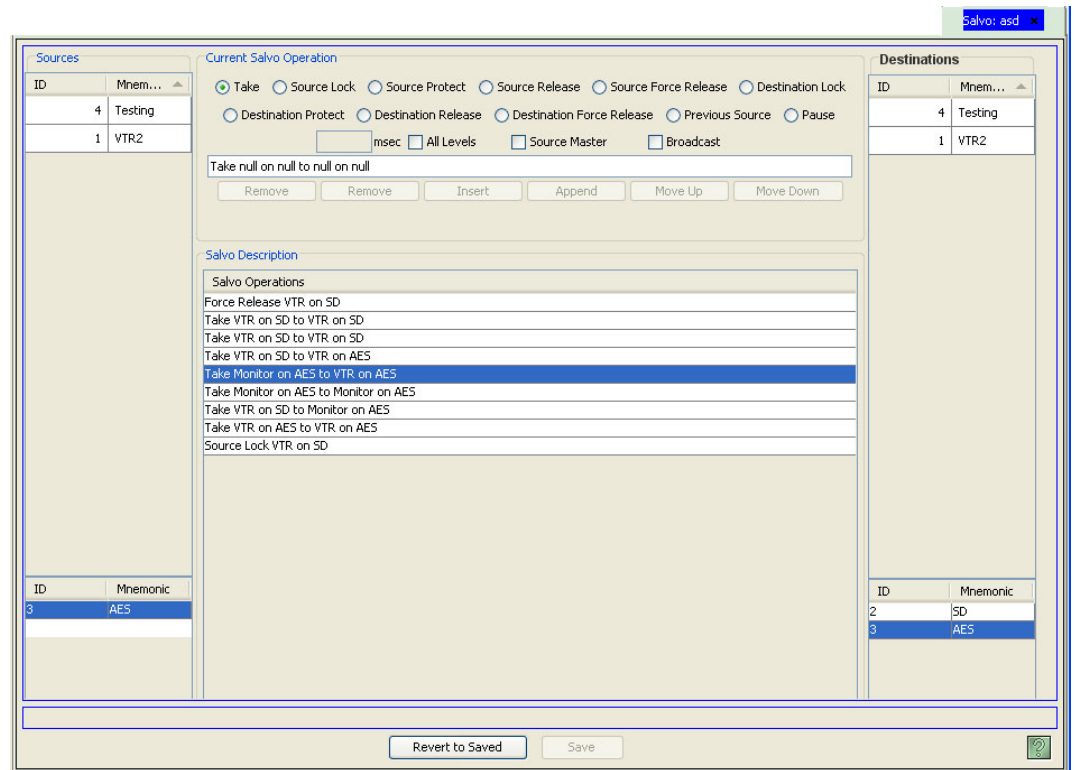 Salvo: asd ×
Sources
ID Mnem...
4 Testing
1 VTR2
ID Mnemonic
3 AES
Current Salvo Operation
Take Source Lock Source Protect Source Release Source Force Release Destination Lock
Destination Protect Destination Release Destination Force Release Previous Source Pause
msec All Levels Source Master Broadcast
Take null on null to null on null
Remove Remove Insert Append Move Up Move Down
Salvo Description
Salvo Operations
Force Release VTR on SD
Take VTR on SD to VTR on SD
Take VTR on SD to VTR on SD
Take VTR on SD to VTR on AES
Take Monitor on AES to VTR on AES
Take Monitor on AES to Monitor on AES
Take VTR on SD to Monitor on AES
Take VTR on AES to VTR on AES
Source Lock VTR on SD
Destinations
ID Mnem...
4 Testing
1 VTR2
ID Mnemonic
2 SD
3 AES
Revert to Saved Save
?